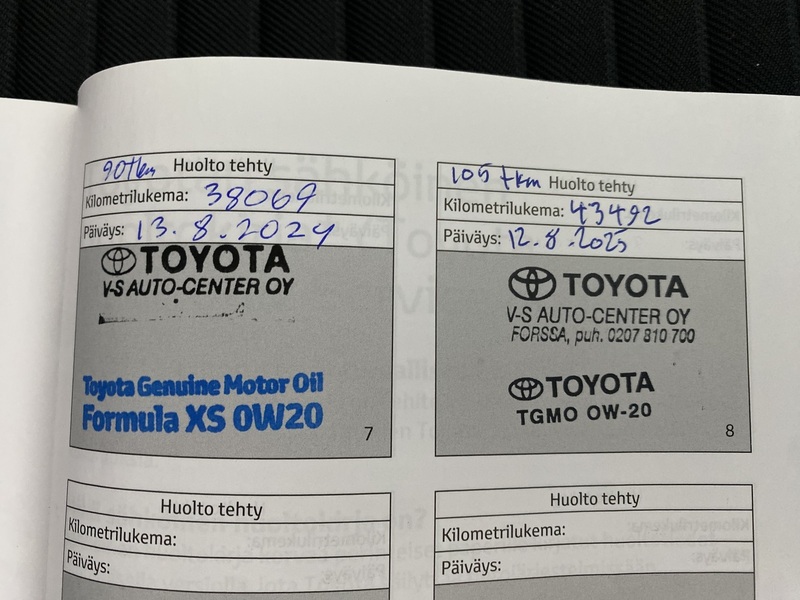 90tkm Huolto tehty
Kilometrilukema: 38069
Päiväys: 13.8.2024
TOYOTA
V-S AUTO-CENTER OY
Toyota Genuine Motor Oil
Formula XS 0W20
7
105 tkm Huolto tehty
Kilometrilukema: 43492
Päiväys: 12.8.2025
TOYOTA
V-S AUTO-CENTER OY
FORSSA, puh. 0207 810 700
TOYOTA
TGMO 0W-20
8
Huolto tehty
Kilometrilukema:
Päiväys:
Huolto tehty
Kilometrilukema:
Päiväys: